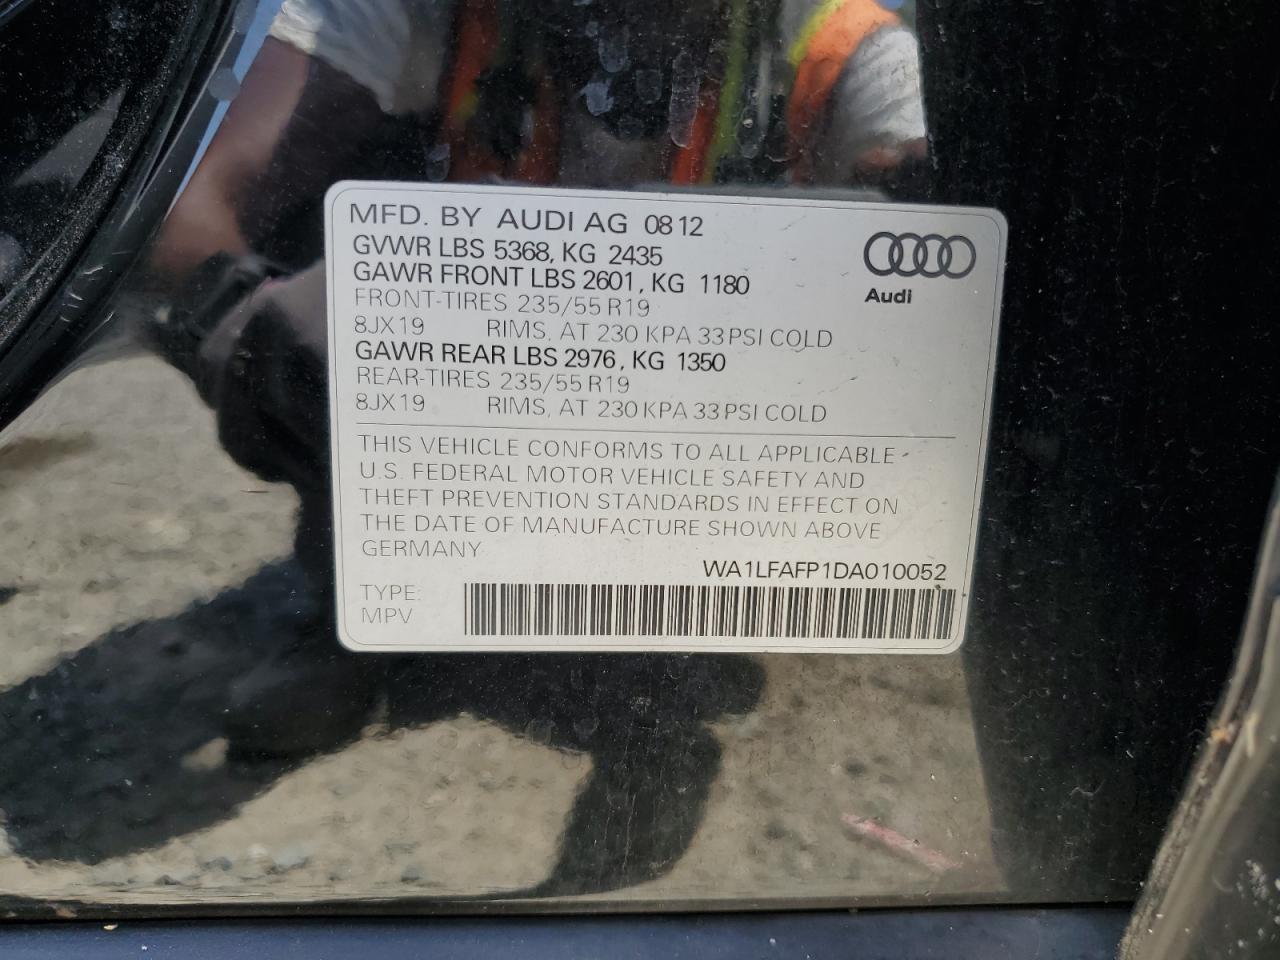 MFD. BY AUDI AG 08 12
GVWR LBS 5368, KG 2435
GAWR FRONT LBS 2601, KG 1180
FRONT-TIRES 235/55 R19
8JX19 RIMS, AT 230 KPA 33 PSI COLD
GAWR REAR LBS 2976, KG 1350
REAR-TIRES 235/55 R19
8JX19 RIMS, AT 230 KPA 33 PSI COLD
Audi
THIS VEHICLE CONFORMS TO ALL APPLICABLE
U.S. FEDERAL MOTOR VEHICLE SAFETY AND
THEFT PREVENTION STANDARDS IN EFFECT ON
THE DATE OF MANUFACTURE SHOWN ABOVE
GERMANY
WA1LFAFP1DA010052
TYPE:
MPV